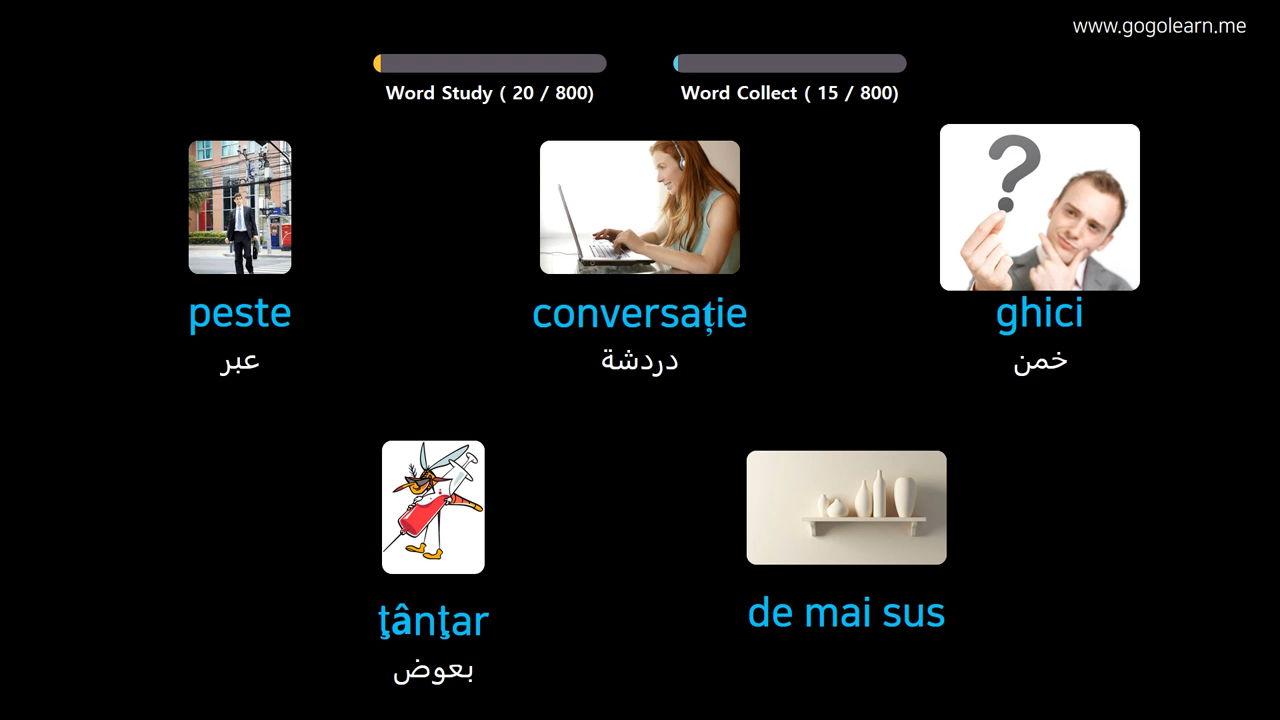 www.gogolearn.me
Word Study ( 20 / 800)
Word Collect ( 15 / 800)
peste
عبر
conversație
دردشة
ghici
خمن
ţânţar
بعوض
de mai sus